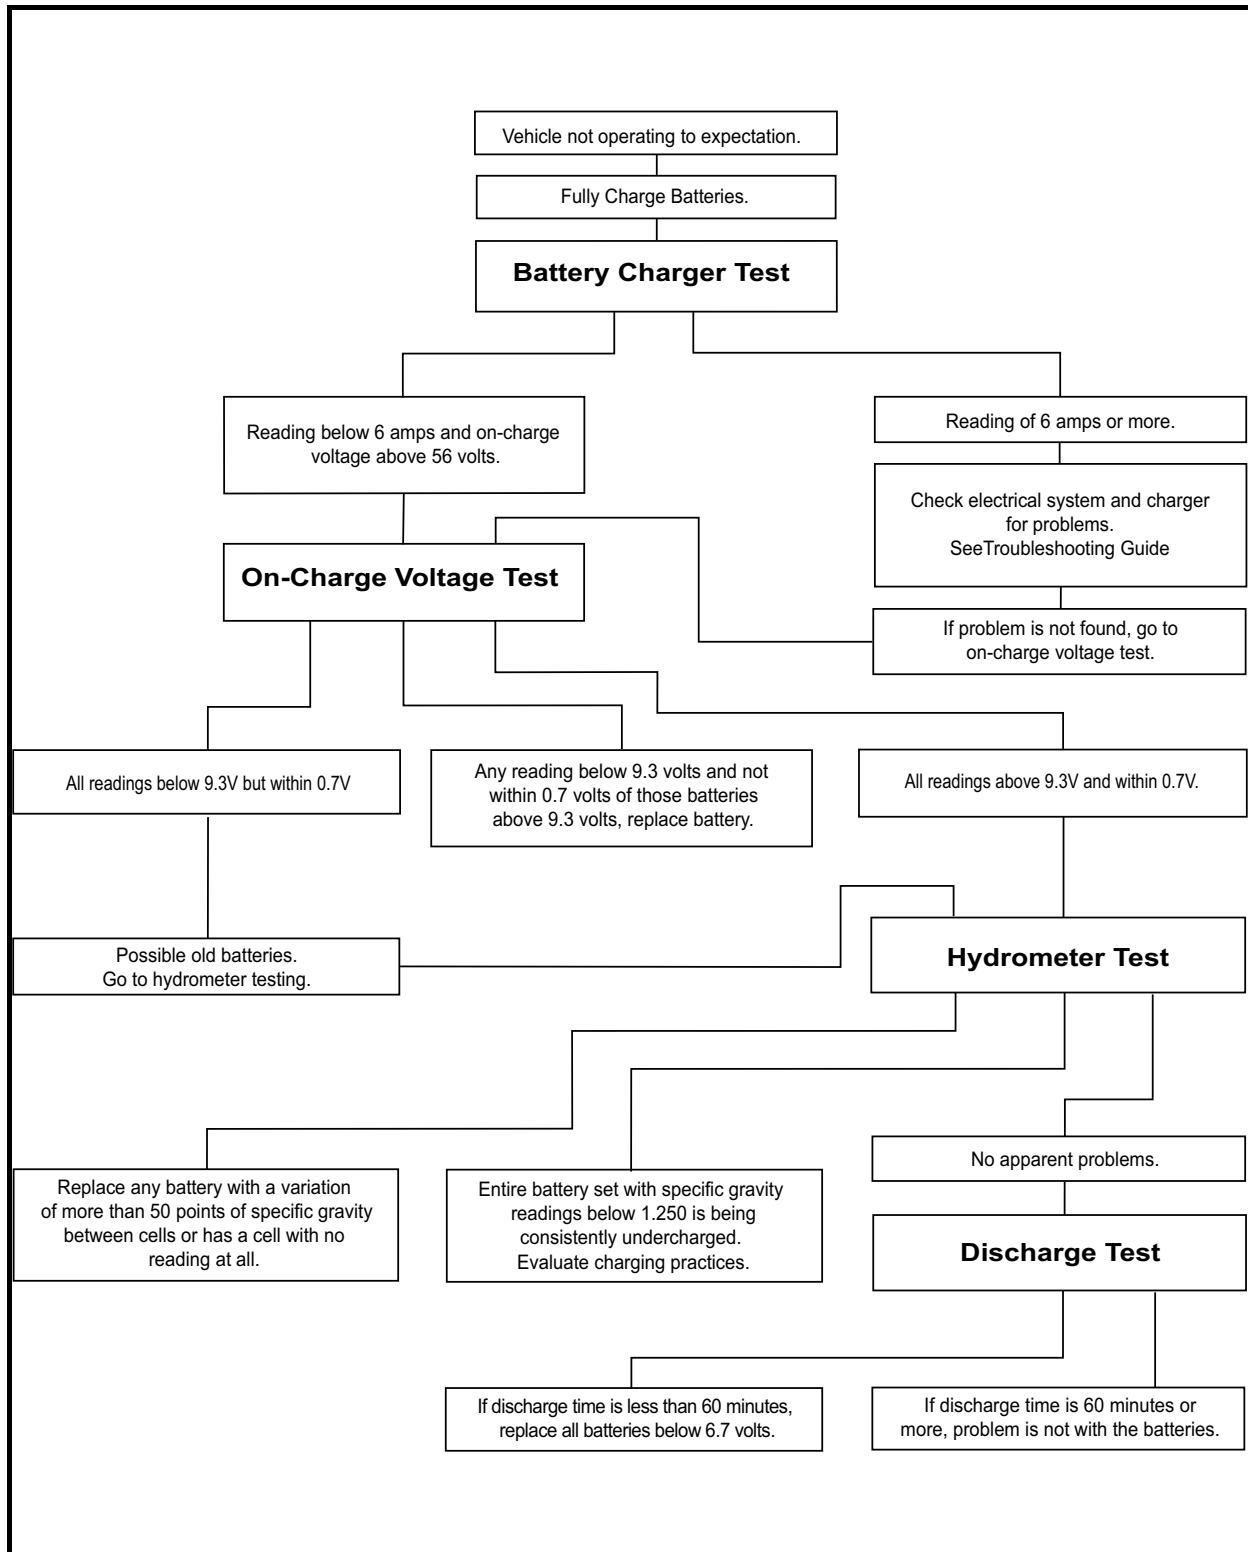 Vehicle not operating to expectation.
Fully Charge Batteries.
Battery Charger Test
Reading below 6 amps and on-charge
voltage above 56 volts.
Reading of 6 amps or more.
Check electrical system and charger
for problems.
SeeTroubleshooting Guide
On-Charge Voltage Test
If problem is not found, go to
on-charge voltage test.
All readings below 9.3V but within 0.7V
Any reading below 9.3 volts and not
within 0.7 volts of those batteries
above 9.3 volts, replace battery.
All readings above 9.3V and within 0.7V.
Possible old batteries.
Go to hydrometer testing.
Hydrometer Test
No apparent problems.
Replace any battery with a variation
of more than 50 points of specific gravity
between cells or has a cell with no
reading at all.
Entire battery set with specific gravity
readings below 1.250 is being
consistently undercharged.
Evaluate charging practices.
Discharge Test
If discharge time is less than 60 minutes,
replace all batteries below 6.7 volts.
If discharge time is 60 minutes or
more, problem is not with the batteries.